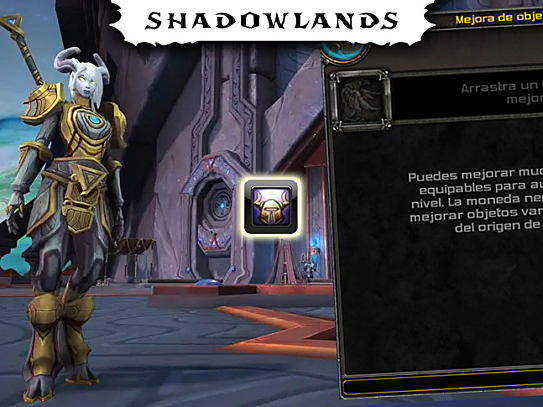 SHADOWLANDS
Mejora de obje
Arrastra un
mejor
Puedes mejorar muc
equipables para au
nivel. La moneda nec
mejorar objetos var
del origen de